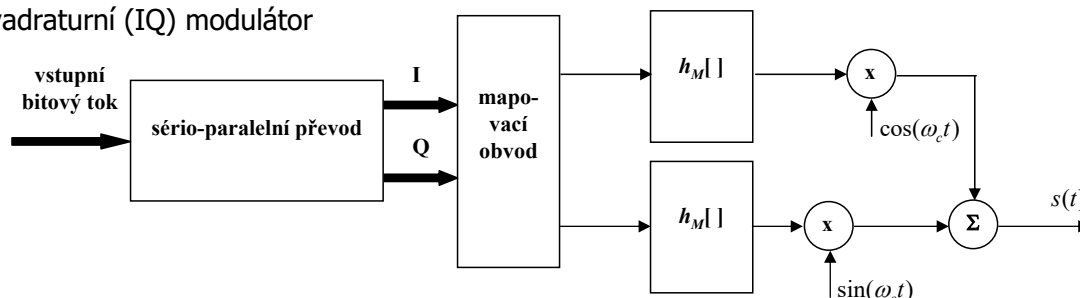 vadraturní (IQ) modulátor
vstupní
bitový tok
sério-paralelní převod
I
Q
mapo-
vací
obvod
h_M[ ]
x
cos(ω_c t)
h_M[ ]
x
sin(ω_c t)
Σ
s(t)